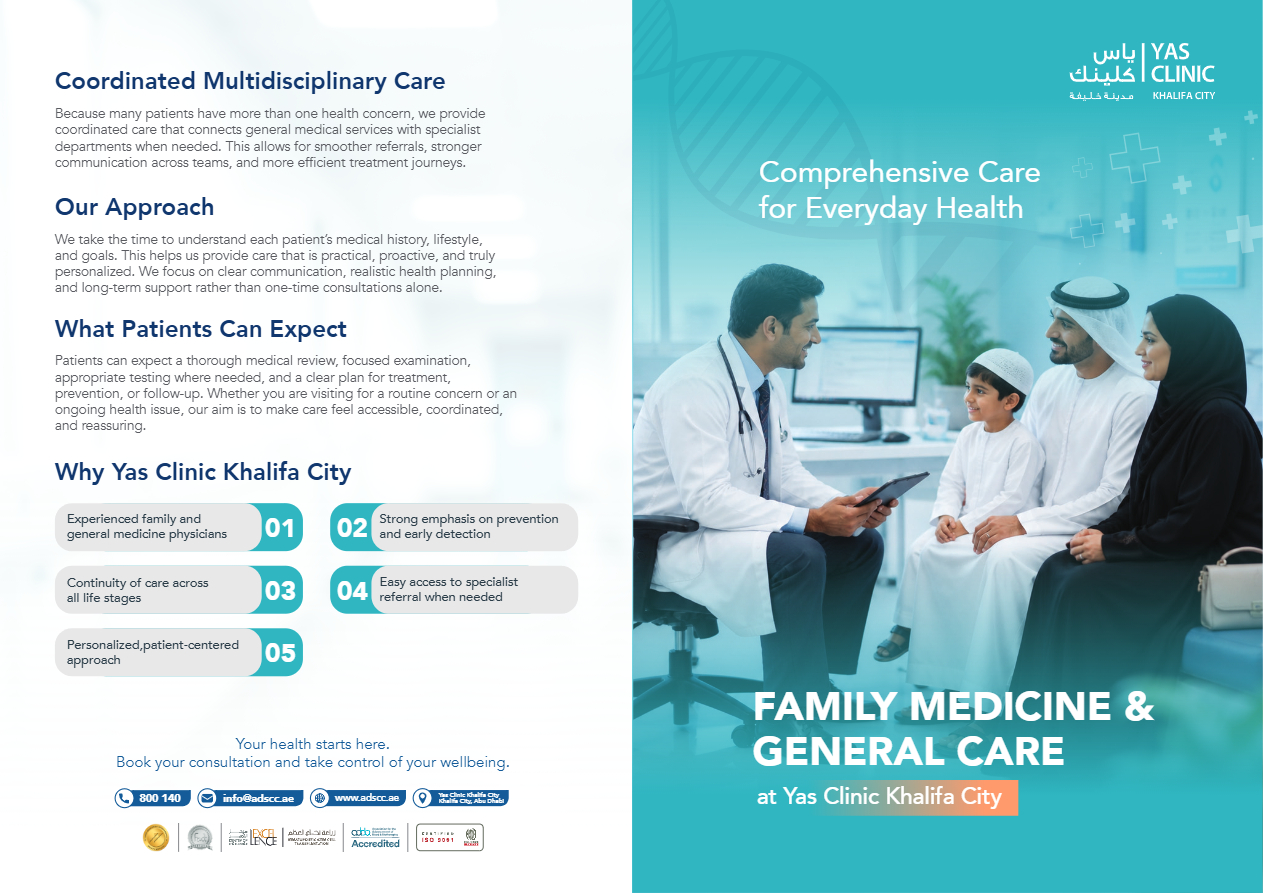 Coordinated Multidisciplinary Care
Because many patients have more than one health concern, we provide
coordinated care that connects general medical services with specialist
departments when needed. This allows for smoother referrals, stronger
communication across teams, and more efficient treatment journeys.
Our Approach
We take the time to understand each patient's medical history, lifestyle,
and goals. This helps us provide care that is practical, proactive, and truly
personalized. We focus on clear communication, realistic health planning,
and long-term support rather than one-time consultations alone.
What Patients Can Expect
Patients can expect a thorough medical review, focused examination,
appropriate testing where needed, and a clear plan for treatment,
prevention, or follow-up. Whether you are visiting for a routine concern or an
ongoing health issue, our aim is to make care feel accessible, coordinated,
and reassuring.
Why Yas Clinic Khalifa City
Experienced family and
general medicine physicians
01
02
Strong emphasis on prevention
and early detection
Continuity of care across
all life stages
03
04
Easy access to specialist
referral when needed
Personalized,patient-centered
approach
05
Your health starts here.
Book your consultation and take control of your wellbeing.
800 140
info@adscc.ae
www.adscc.ae
Yas Clinic Khalifa City
Khalifa City, Abu Dhabi
EXCEL
LENCE
Accredited
CERTIFIED
ISO 9001
ياس
كلينك
مدينة خليفة
YAS
CLINIC
KHALIFA CITY
Comprehensive Care
for Everyday Health
FAMILY MEDICINE &
GENERAL CARE
at Yas Clinic Khalifa City